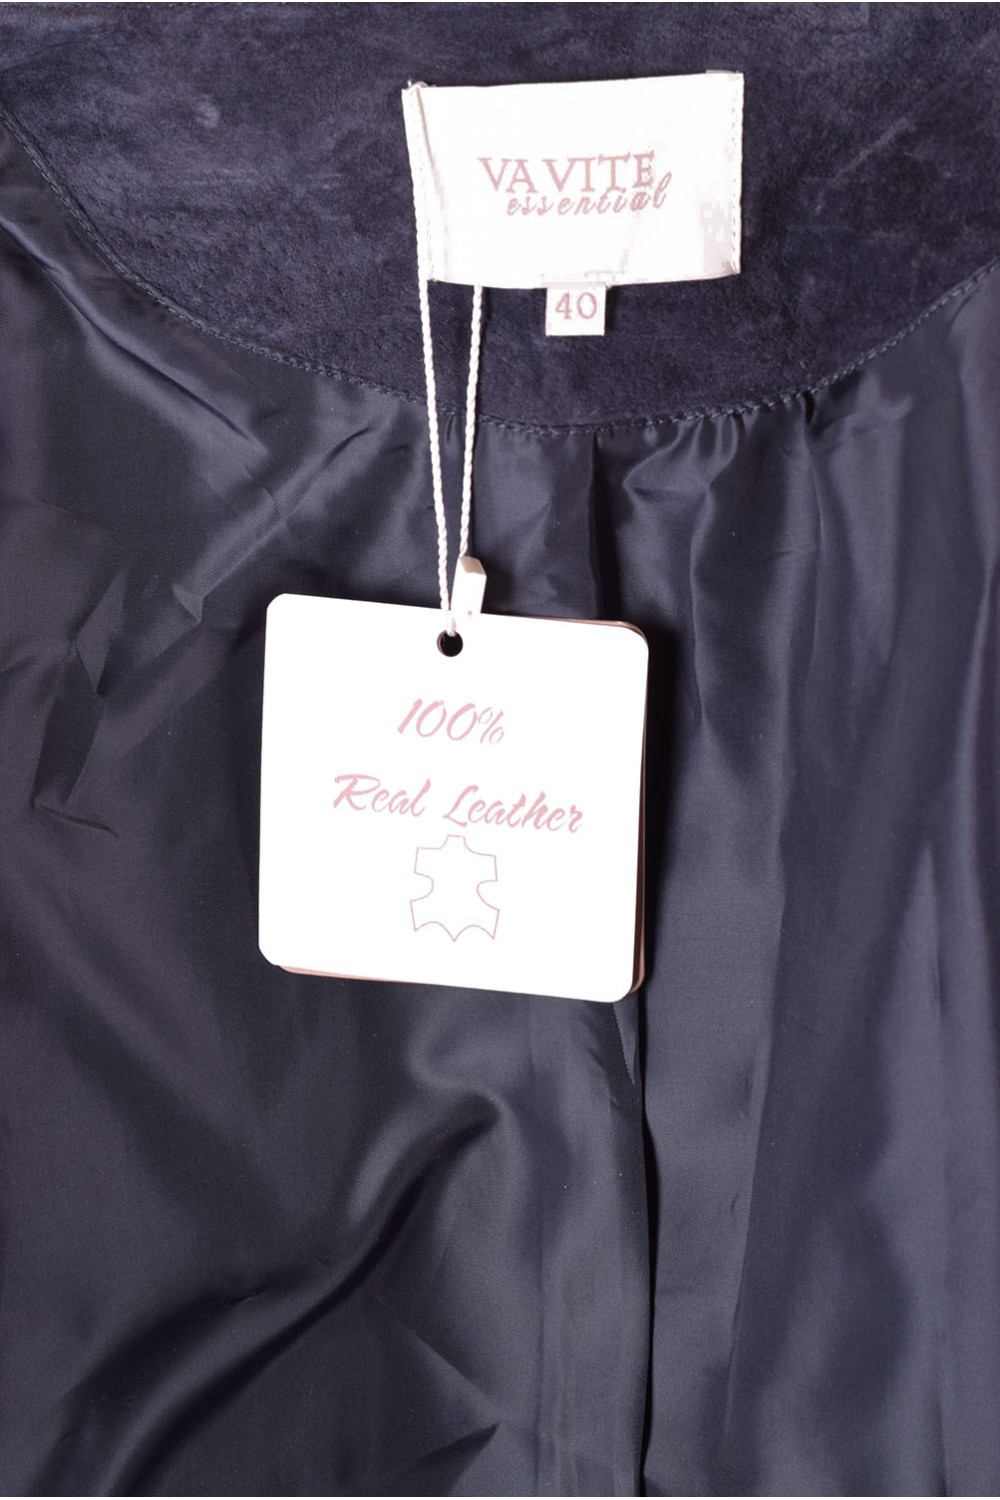 VA VITE
essential
40
100%
Real Leather